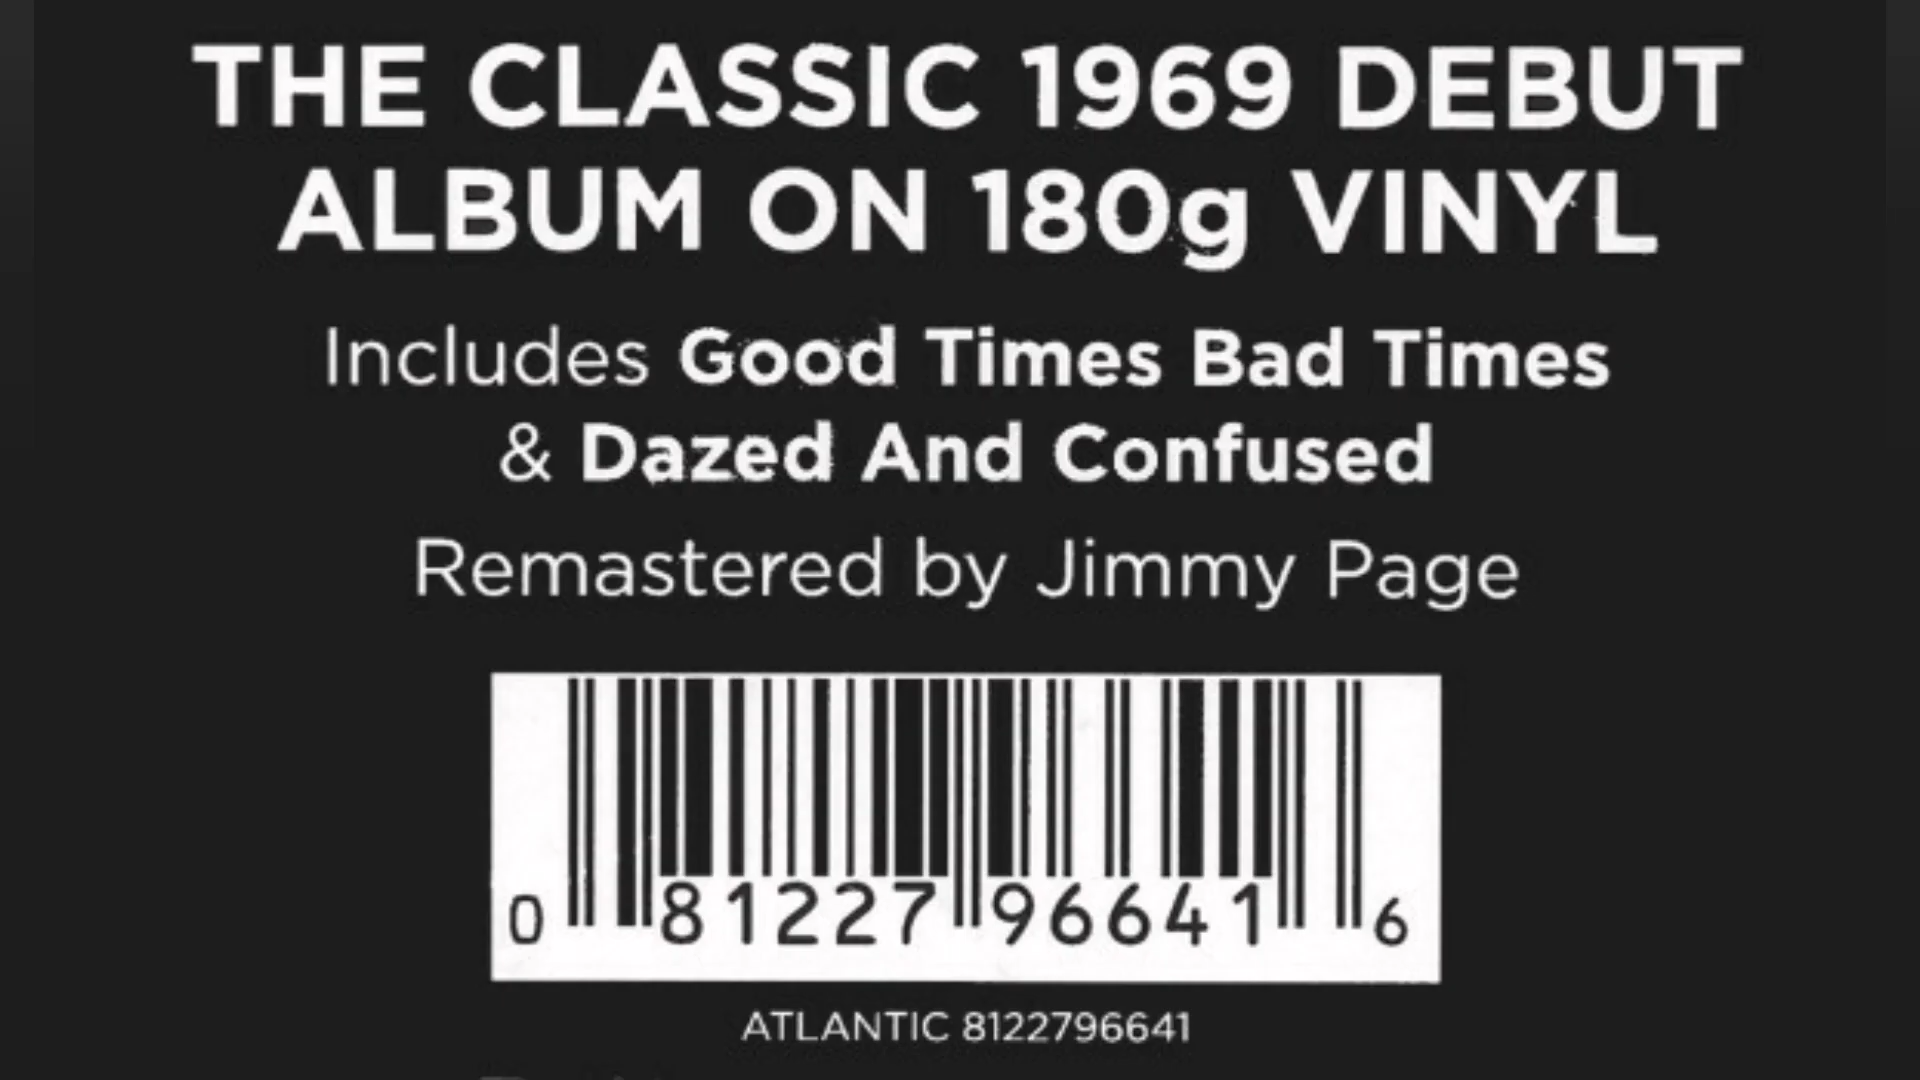 THE CLASSIC 1969 DEBUT
ALBUM ON 180g VINYL
Includes Good Times Bad Times
& Dazed And Confused
Remastered by Jimmy Page
0 81227 96641 6
ATLANTIC 8122796641